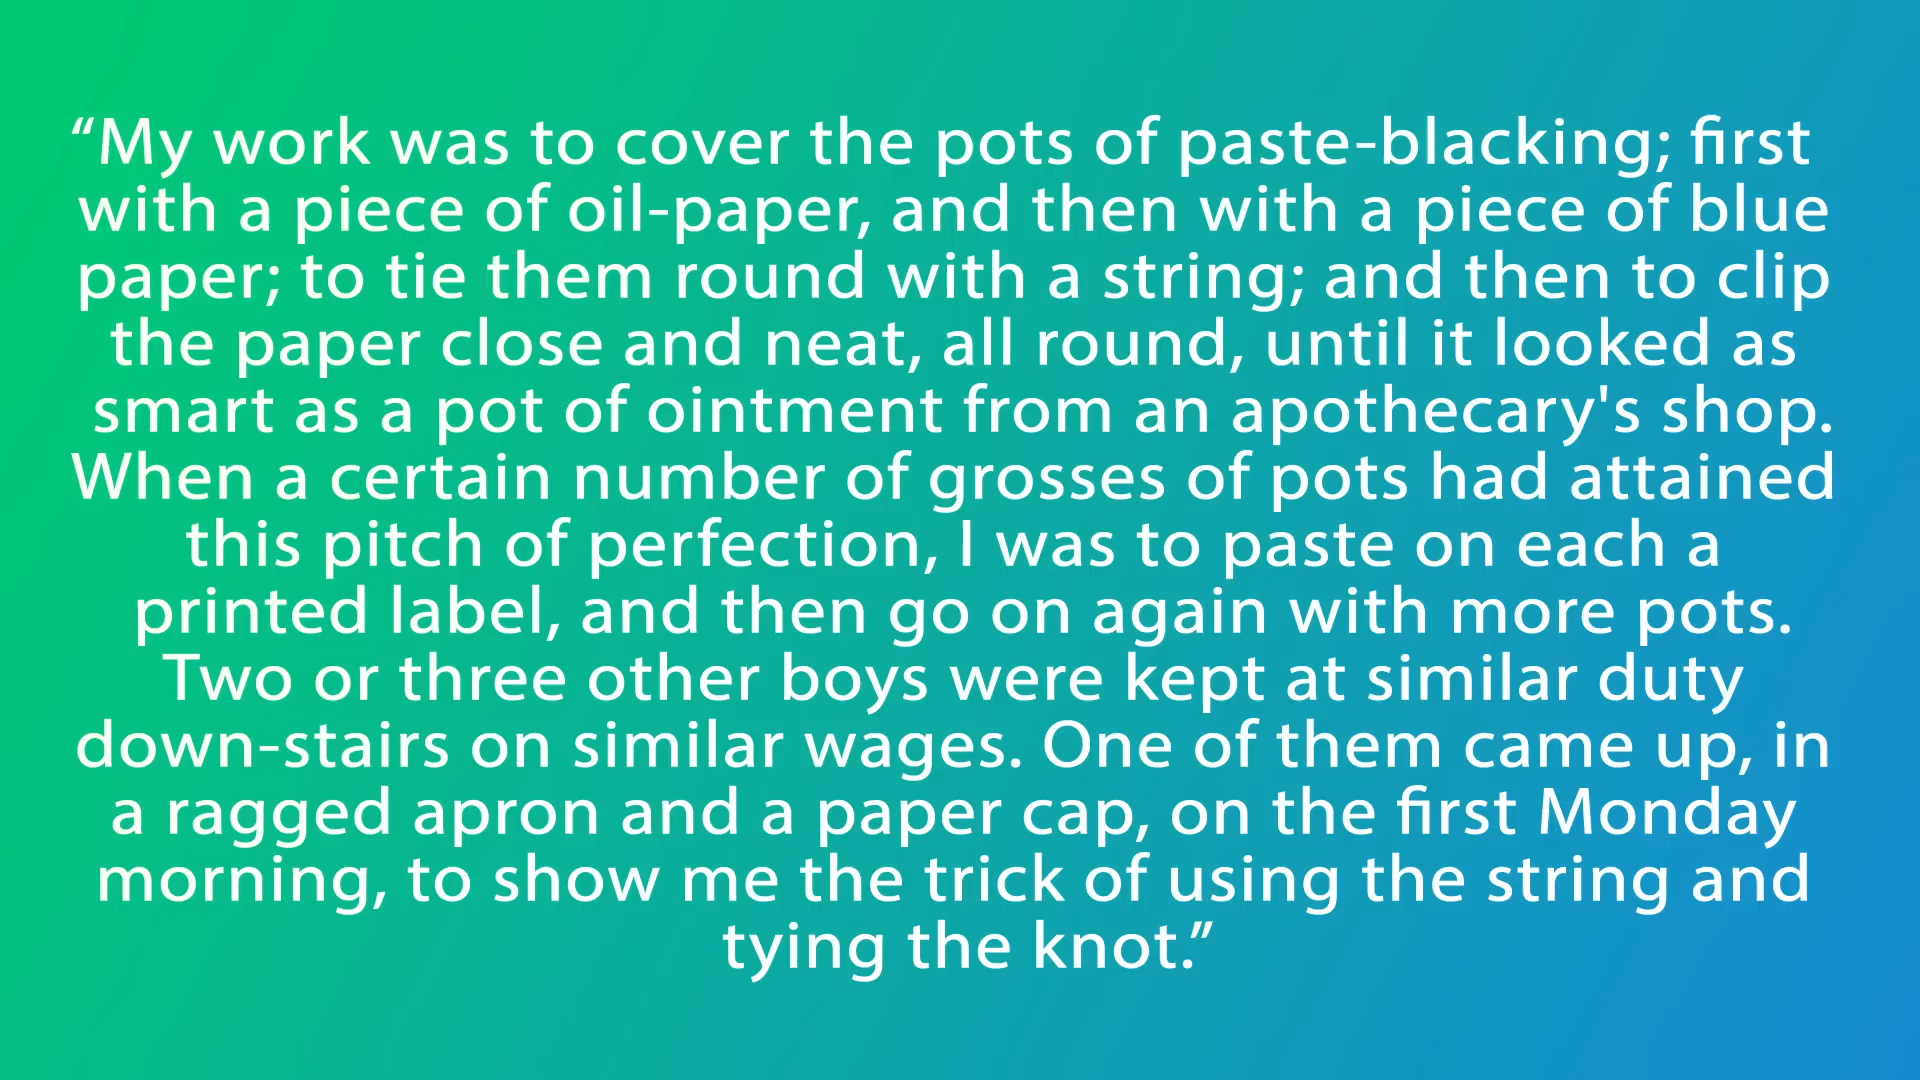 “My work was to cover the pots of paste-blacking; first
with a piece of oil-paper, and then with a piece of blue
paper; to tie them round with a string; and then to clip
the paper close and neat, all round, until it looked as
smart as a pot of ointment from an apothecary's shop.
When a certain number of grosses of pots had attained
this pitch of perfection, I was to paste on each a
printed label, and then go on again with more pots.
Two or three other boys were kept at similar duty
down-stairs on similar wages. One of them came up, in
a ragged apron and a paper cap, on the first Monday
morning, to show me the trick of using the string and
tying the knot.”